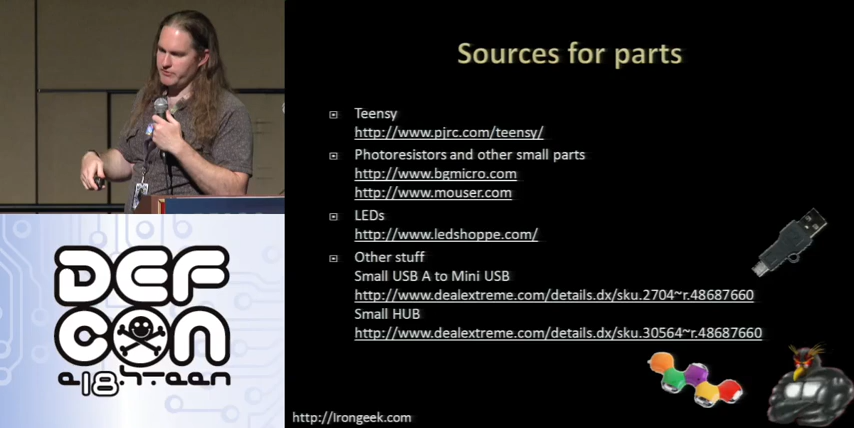 Sources for parts
Teensy
http://www.pjrc.com/teensy/
Photoresistors and other small parts
http://www.bgmicro.com
http://www.mouser.com
LEDs
http://www.ledshoppe.com/
Other stuff
Small USB A to Mini USB
http://www.dealextreme.com/details.dx/sku.2704~r.48687660
Small HUB
http://www.dealextreme.com/details.dx/sku.30564~r.48687660
http://Irongeek.com
DEF
CON
e18.hteen